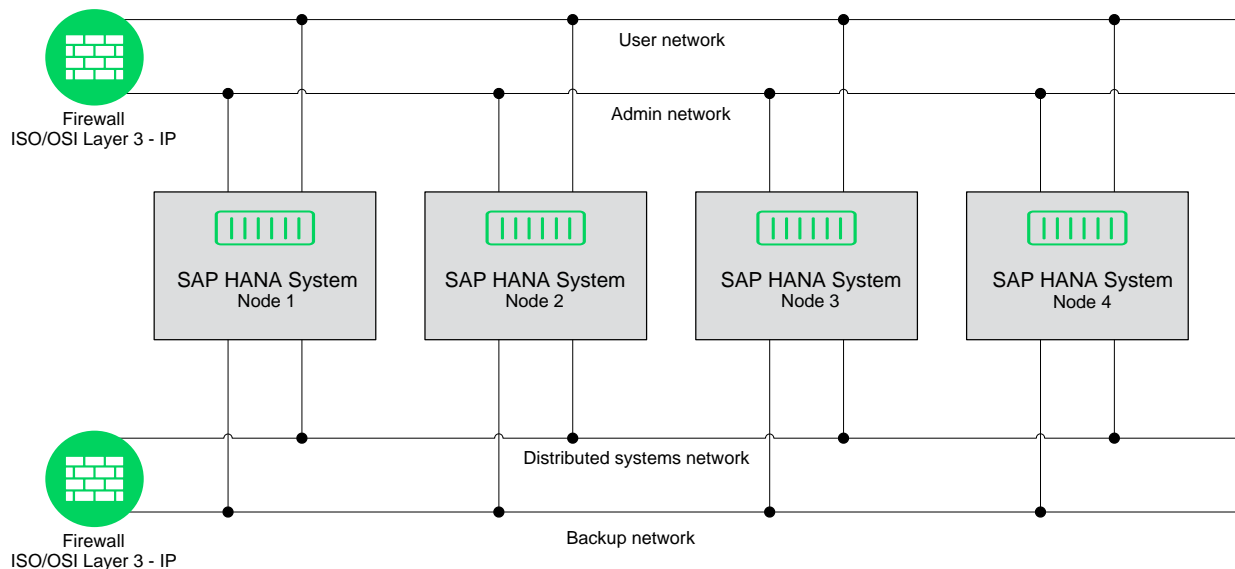 User network
Admin network
Firewall
ISO/OSI Layer 3 - IP
SAP HANA System
Node 1
SAP HANA System
Node 2
SAP HANA System
Node 3
SAP HANA System
Node 4
Distributed systems network
Backup network
Firewall
ISO/OSI Layer 3 - IP